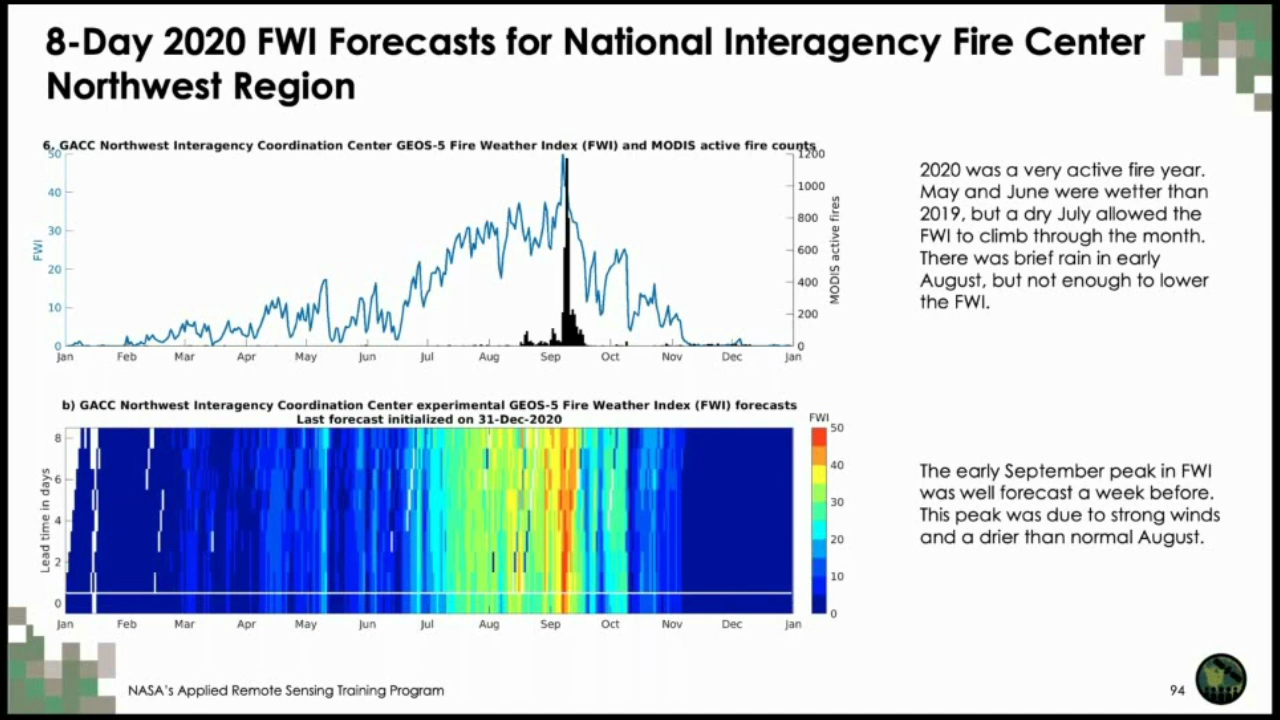 8-Day 2020 FWI Forecasts for National Interagency Fire Center
Northwest Region
6. GACC Northwest Interagency Coordination Center GEOS-5 Fire Weather Index (FWI) and MODIS active fire counts
50
40
30
20
10
0
FWI
1200
1000
800
600
400
200
0
MODIS active fires
Jan Feb Mar Apr May Jun Jul Aug Sep Oct Nov Dec Jan
2020 was a very active fire year.
May and June were wetter than
2019, but a dry July allowed the
FWI to climb through the month.
There was brief rain in early
August, but not enough to lower
the FWI.
b) GACC Northwest Interagency Coordination Center experimental GEOS-5 Fire Weather Index (FWI) forecasts
Last forecast initialized on 31-Dec-2020
8
6
4
2
0
Lead time in days
FWI
50
40
30
20
10
0
Jan Feb Mar Apr May Jun Jul Aug Sep Oct Nov Dec Jan
The early September peak in FWI
was well forecast a week before.
This peak was due to strong winds
and a drier than normal August.
NASA's Applied Remote Sensing Training Program
94